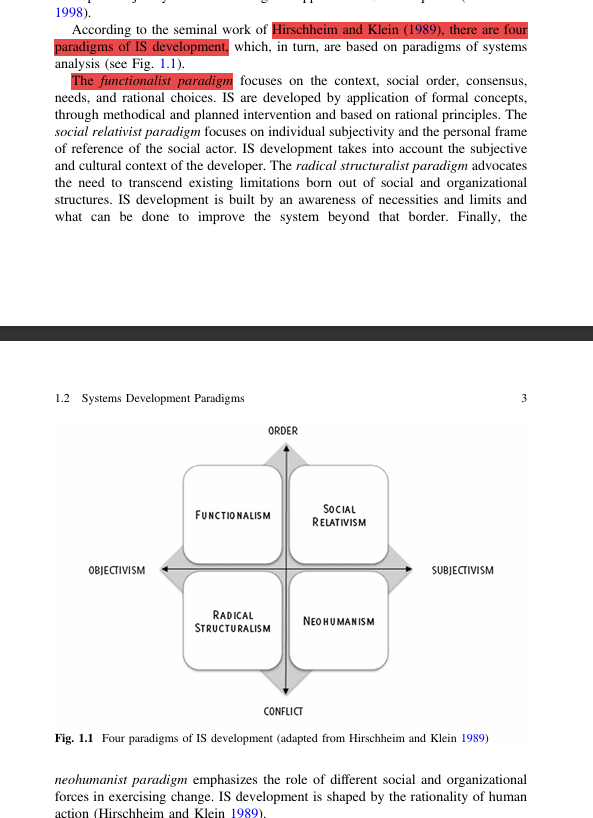 1998).
According to the seminal work of Hirschheim and Klein (1989), there are four
paradigms of IS development, which, in turn, are based on paradigms of systems
analysis (see Fig. 1.1).
The functionalist paradigm focuses on the context, social order, consensus,
needs, and rational choices. IS are developed by application of formal concepts,
through methodical and planned intervention and based on rational principles. The
social relativist paradigm focuses on individual subjectivity and the personal frame
of reference of the social actor. IS development takes into account the subjective
and cultural context of the developer. The radical structuralist paradigm advocates
the need to transcend existing limitations born out of social and organizational
structures. IS development is built by an awareness of necessities and limits and
what can be done to improve the system beyond that border. Finally, the
1.2 Systems Development Paradigms 3
ORDER
FUNCTIONALISM
SOCIAL
RELATIVISM
OBJECTIVISM
SUBJECTIVISM
RADICAL
STRUCTURALISM
NEOHUMANISM
CONFLICT
Fig. 1.1 Four paradigms of IS development (adapted from Hirschheim and Klein 1989)
neohumanist paradigm emphasizes the role of different social and organizational
forces in exercising change. IS development is shaped by the rationality of human
action (Hirschheim and Klein 1989).